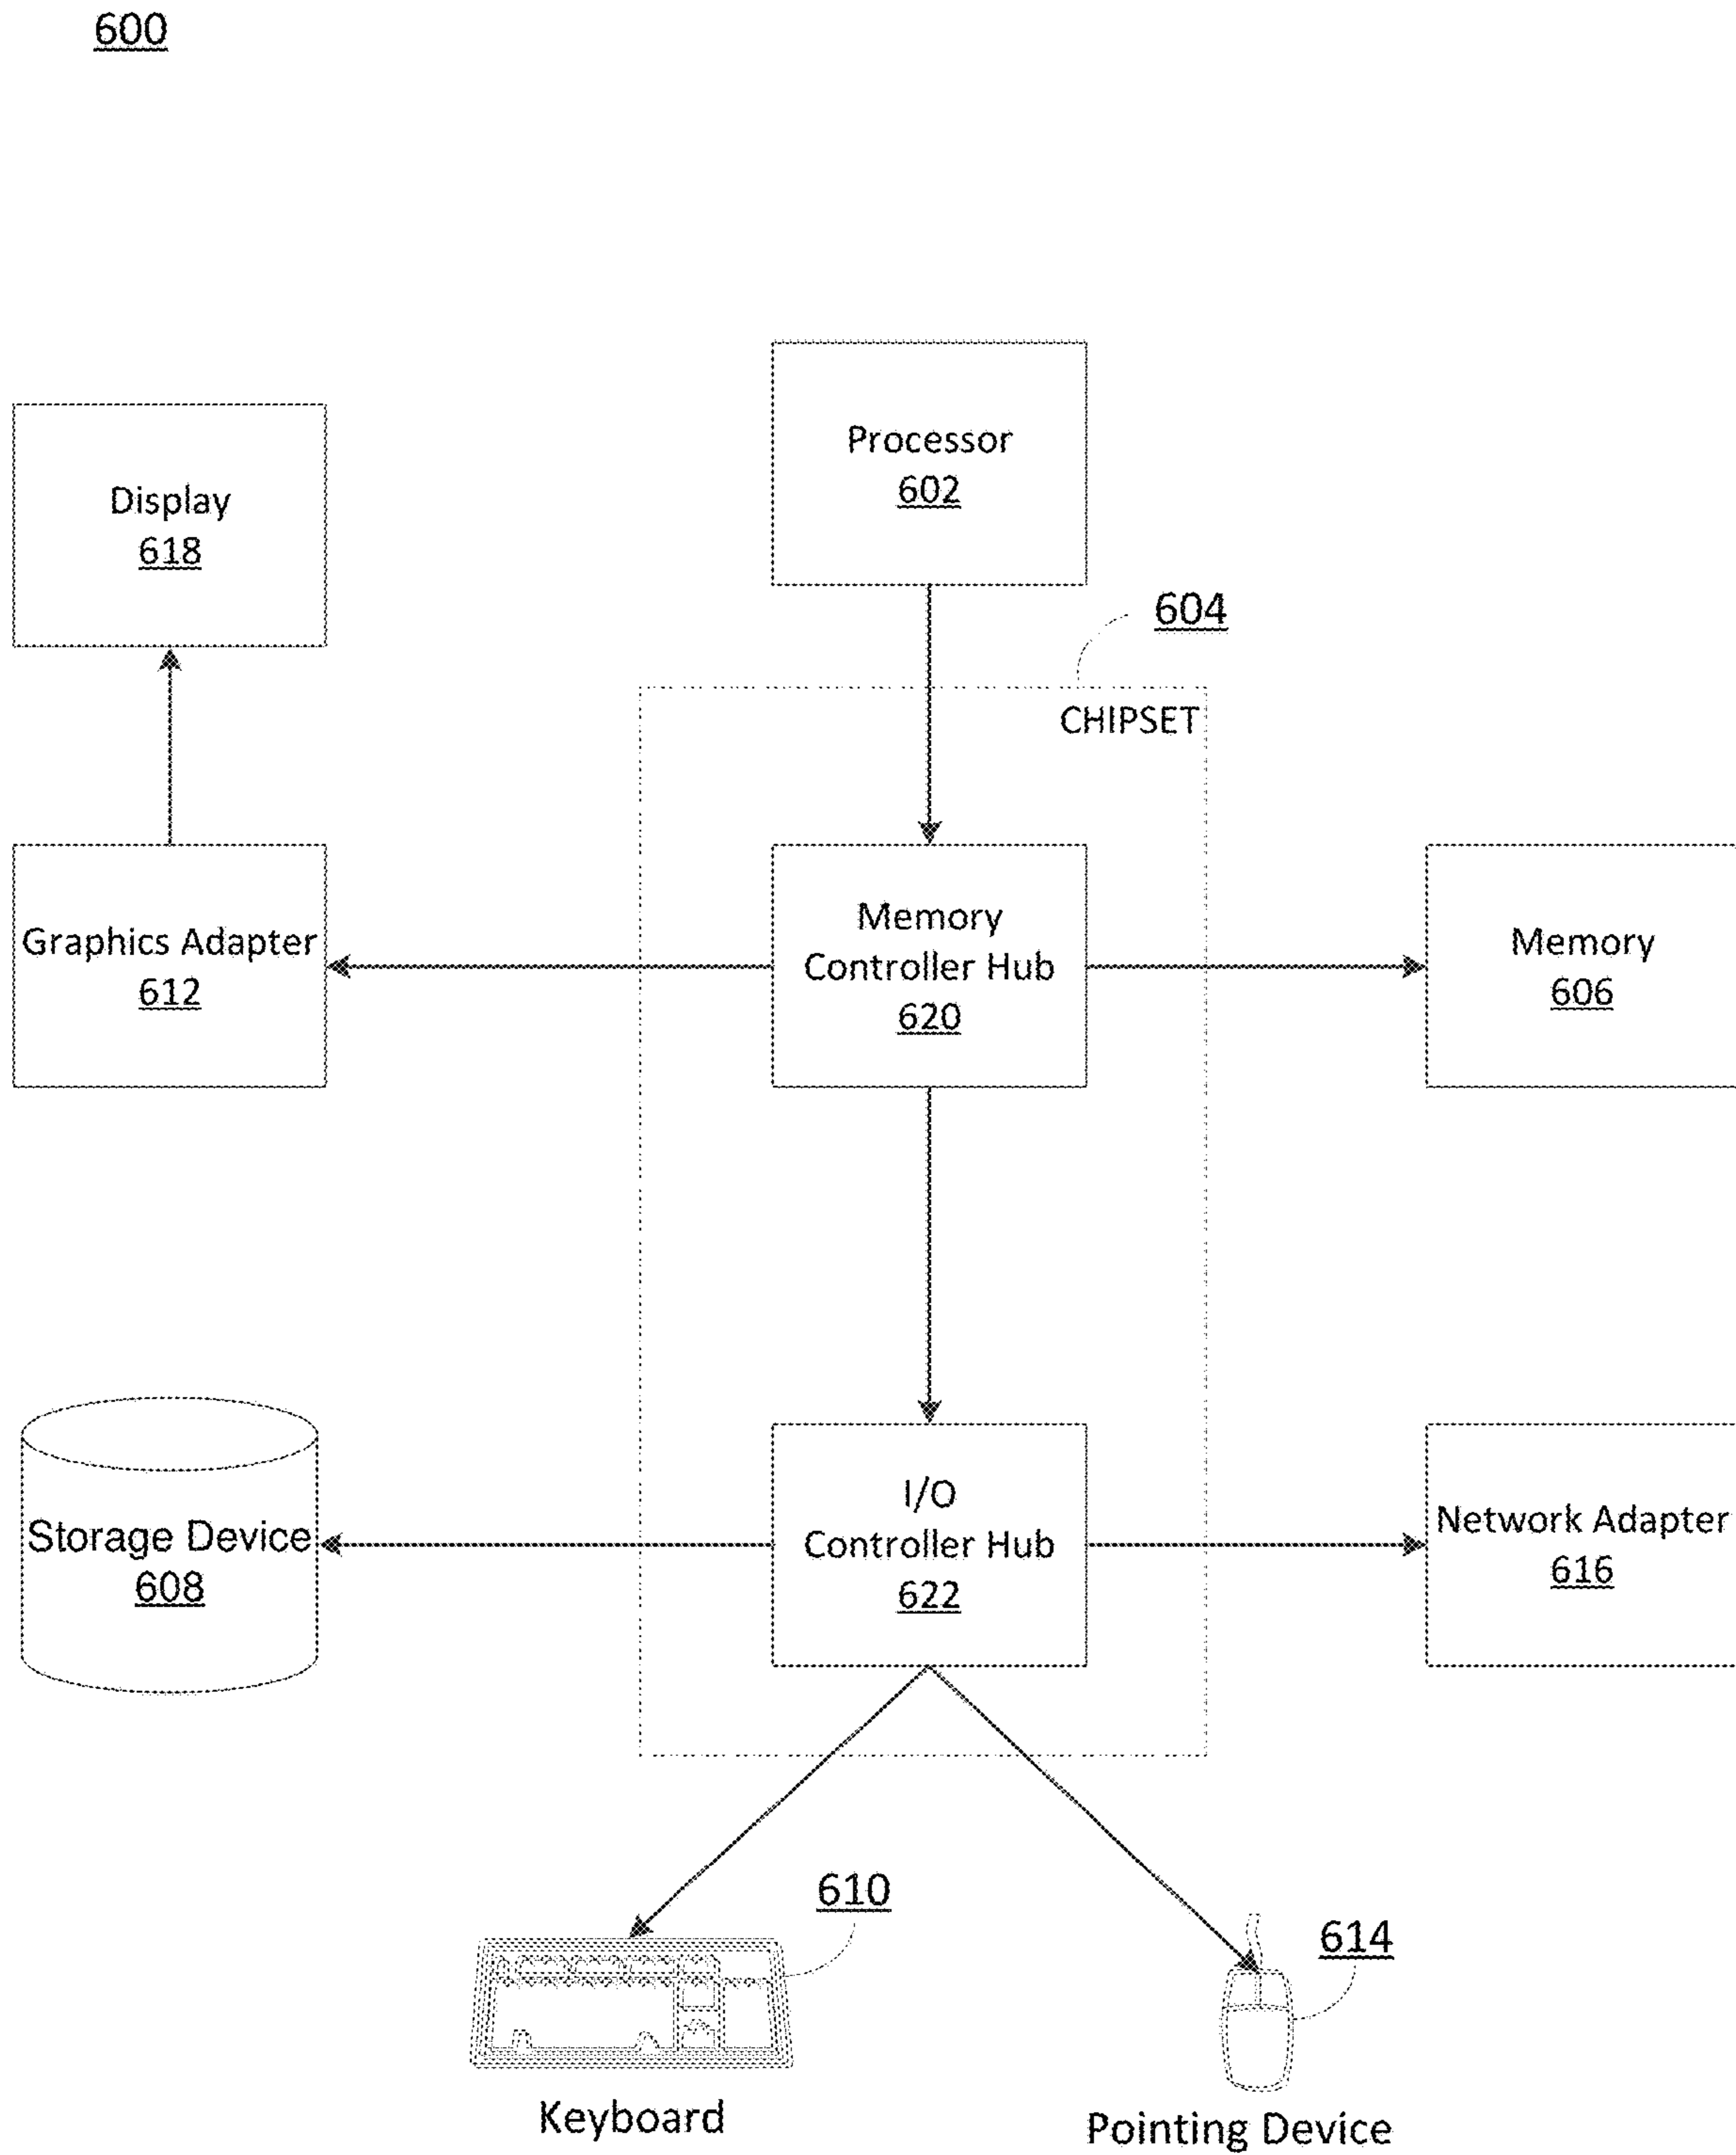 600
Processor
602
Display
618
604
CHIPSET
Memory
Controller Hub
620
Graphics Adapter
612
Memory
606
I/O
Controller Hub
622
Storage Device
608
Network Adapter
616
610
614
Keyboard
Pointing Device